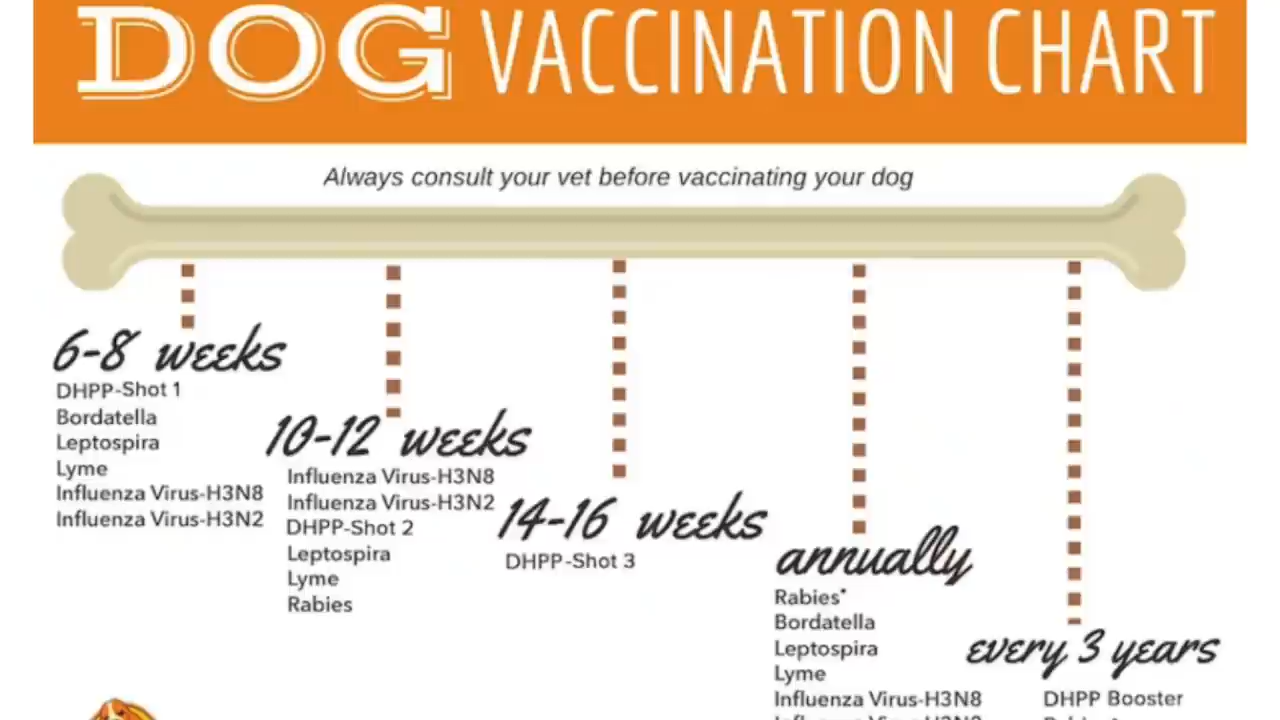 DOG VACCINATION CHART
Always consult your vet before vaccinating your dog
6-8 weeks
DHPP-Shot 1
Bordatella
Leptospira
Lyme
Influenza Virus-H3N8
Influenza Virus-H3N2
10-12 weeks
Influenza Virus-H3N8
Influenza Virus-H3N2
DHPP-Shot 2
Leptospira
Lyme
Rabies
14-16 weeks
DHPP-Shot 3
annually
Rabies*
Bordatella
Leptospira
Lyme
Influenza Virus-H3N8
every 3 years
DHPP Booster